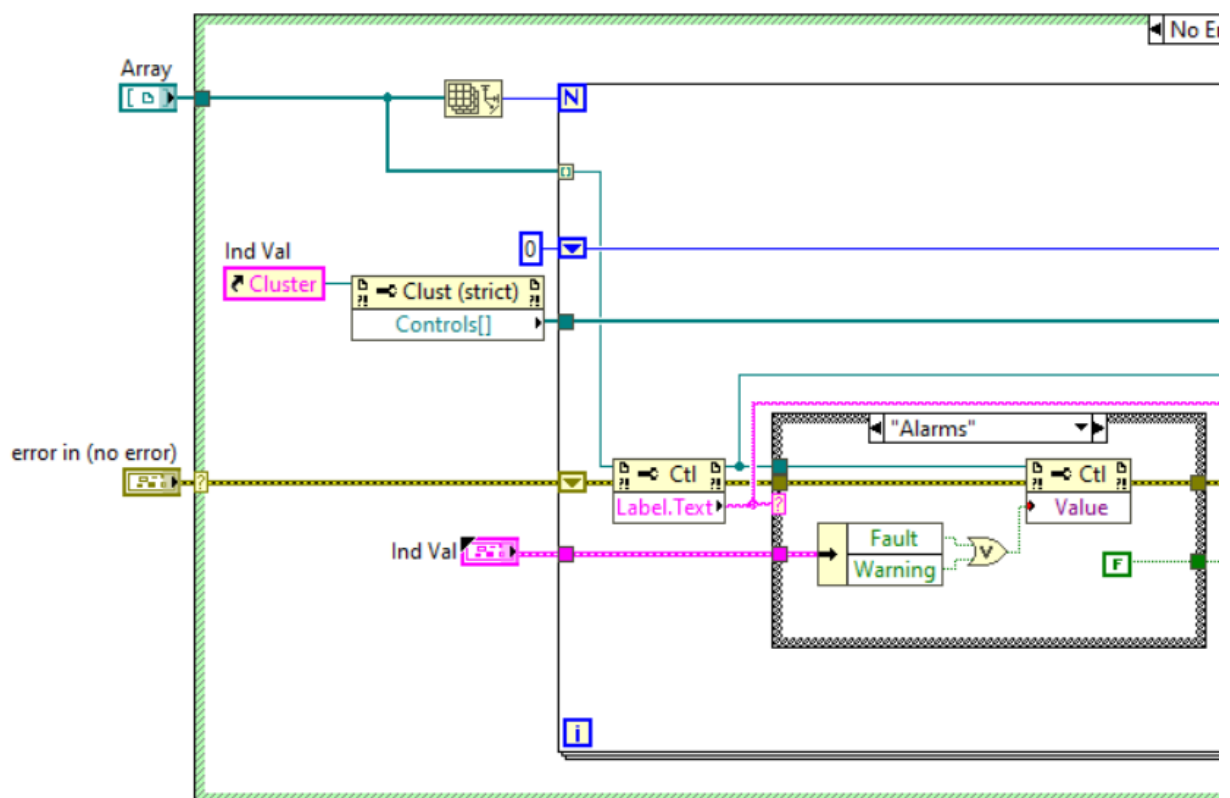 No Er
Array
N
Ind Val
0
Cluster
Clust (strict)
Controls[]
"Alarms"
error in (no error)
?
Ctl
Ctl
Label.Text
?
Value
Ind Val
Fault
V
Warning
F
i